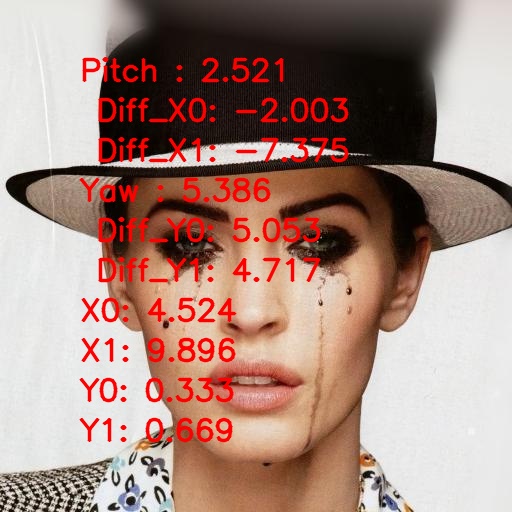 Pitch : 2.521
Diff_X0: -2.003
Diff_X1: -7.375
Yaw : 5.386
Diff_Y0: 5.053
Diff_Y1: 4.717
X0: 4.524
X1: 9.896
Y0: 0.333
Y1: 0.669